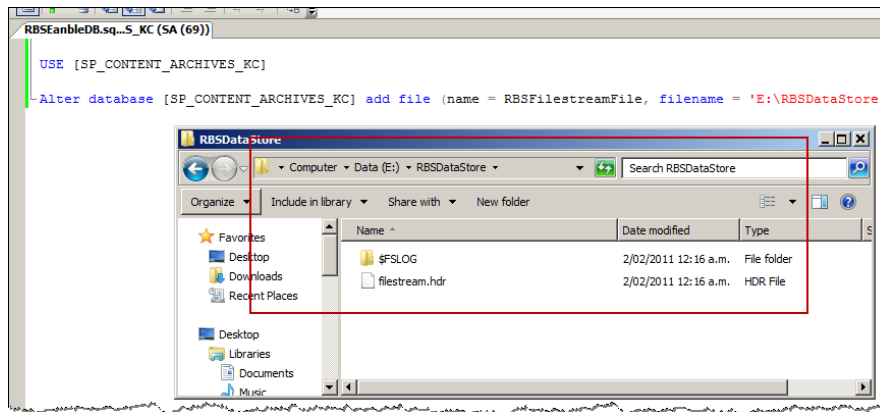 RBSEanbleDB.sq...S_KC (SA (69))
USE [SP_CONTENT_ARCHIVES_KC]
Alter database [SP_CONTENT_ARCHIVES_KC] add file (name = RBSFilestreamFile, filename = 'E:\RBSDataStore
RBSDataStore
Computer Data (E:) RBSDataStore Search RBSDataStore
Organize Include in library Share with New folder
Favorites Name Date modified Type S
Desktop $FSLOG 2/02/2011 12:16 a.m. File folder
Downloads filestream.hdr 2/02/2011 12:16 a.m. HDR File
Recent Places
Desktop
Libraries
Documents
Music